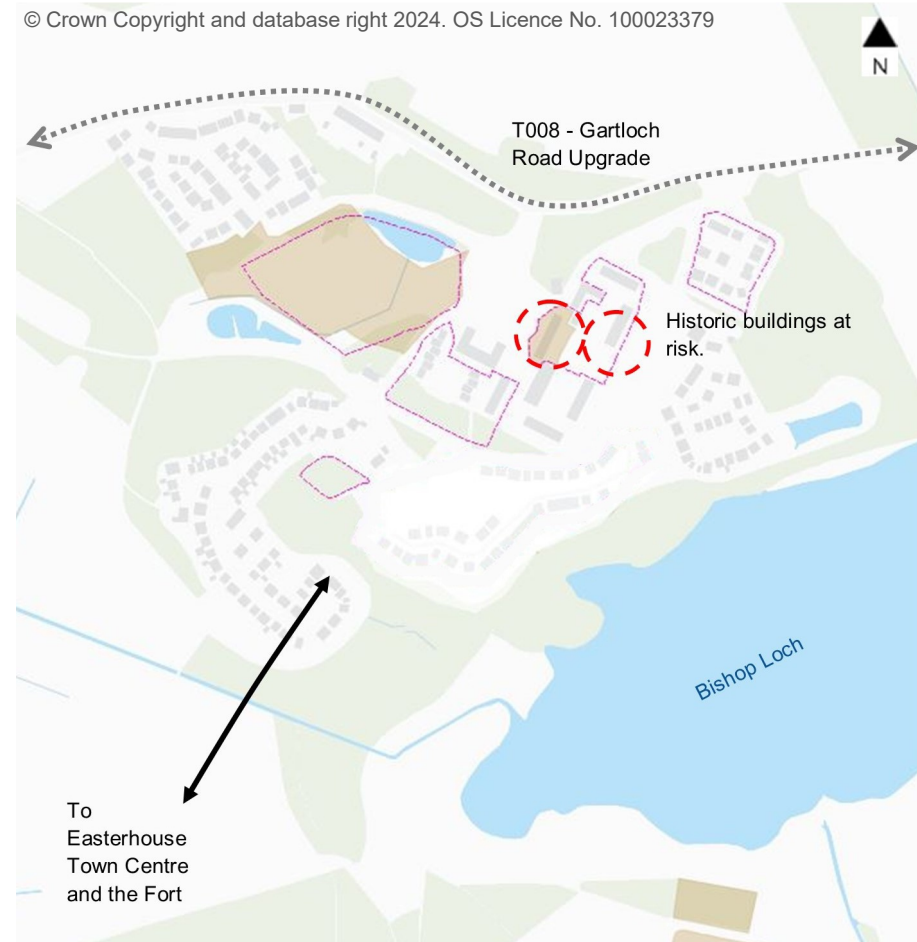 © Crown Copyright and database right 2024. OS Licence No. 100023379
N
T008 - Gartloch
Road Upgrade
Historic buildings at
risk.
Bishop Loch
To
Easterhouse
Town Centre
and the Fort